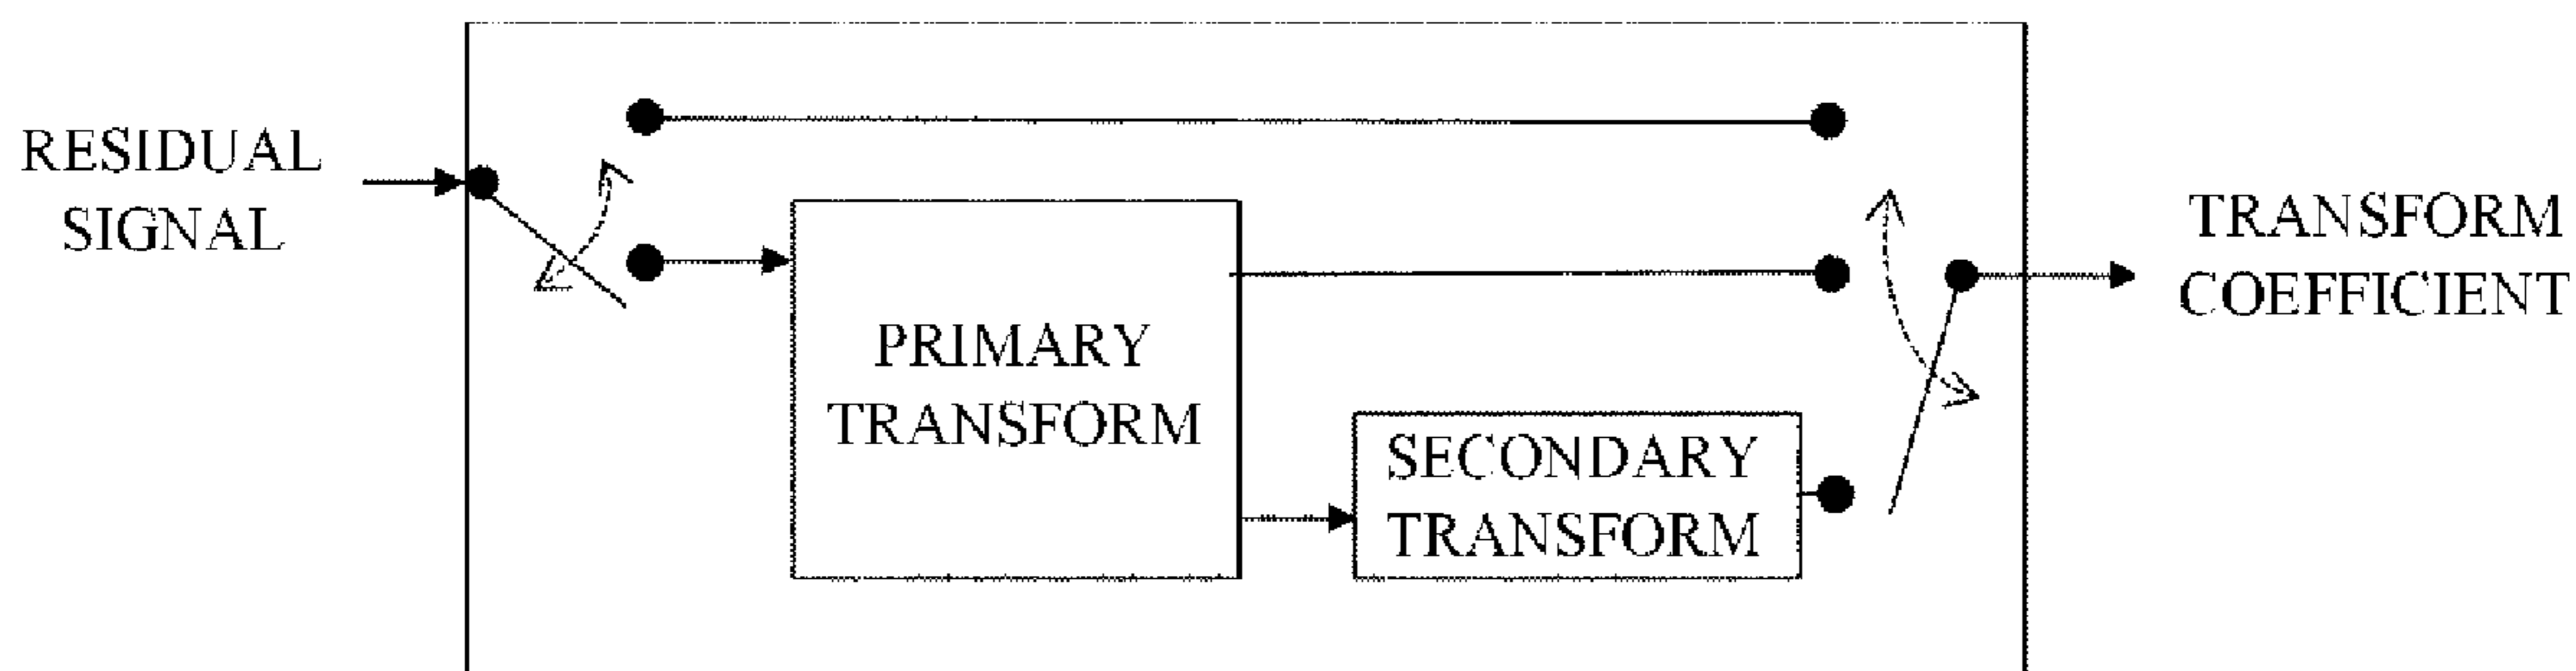 RESIDUAL
SIGNAL
PRIMARY
TRANSFORM
SECONDARY
TRANSFORM
TRANSFORM
COEFFICIENT